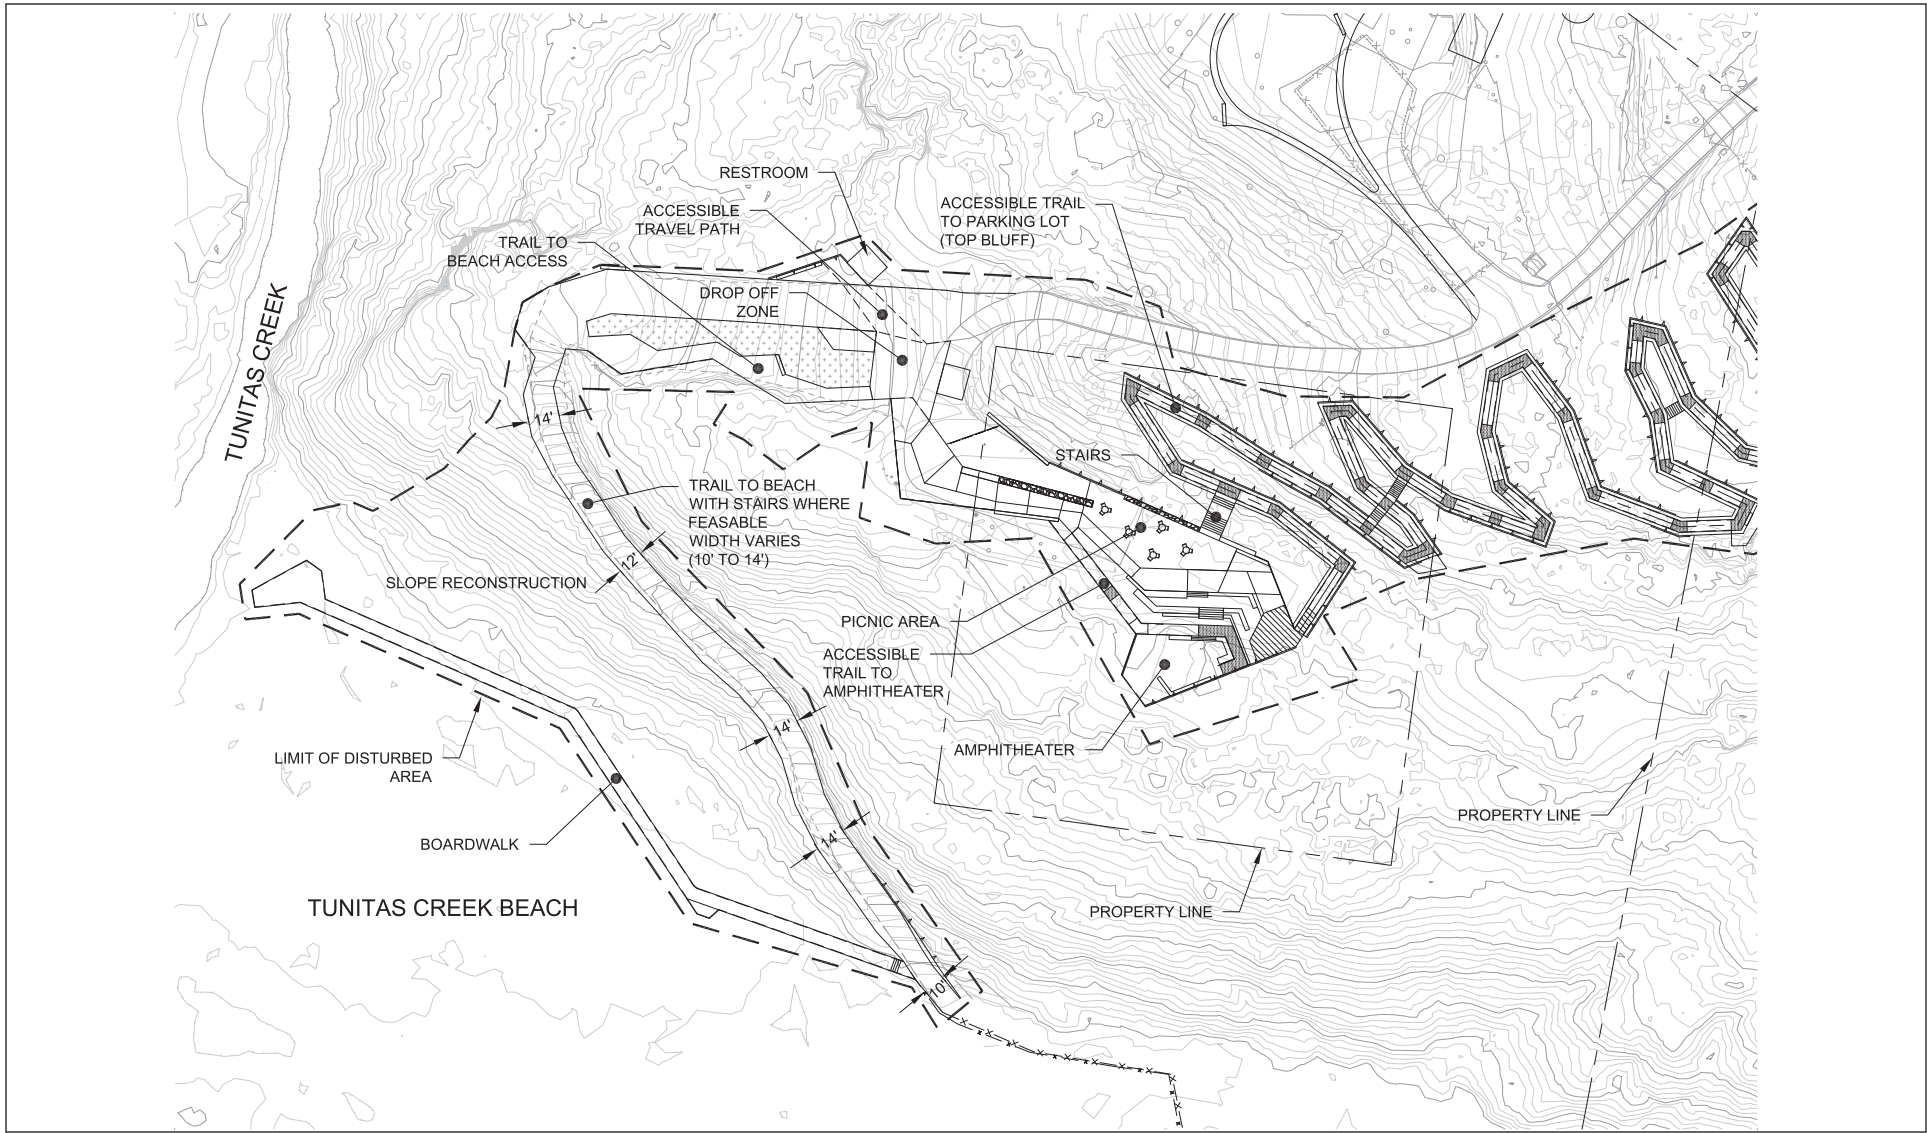 RESTROOM
ACCESSIBLE
TRAVEL PATH
ACCESSIBLE TRAIL
TO PARKING LOT
(TOP BLUFF)
TRAIL TO
BEACH ACCESS
DROP OFF
ZONE
TUNITAS CREEK
14'
STAIRS
TRAIL TO BEACH
WITH STAIRS WHERE
FEASABLE
WIDTH VARIES
(10' TO 14')
12'
SLOPE RECONSTRUCTION
PICNIC AREA
ACCESSIBLE
TRAIL TO
AMPHITHEATER
14'
AMPHITHEATER
LIMIT OF DISTURBED
AREA
PROPERTY LINE
14'
BOARDWALK
TUNITAS CREEK BEACH
PROPERTY LINE
10'